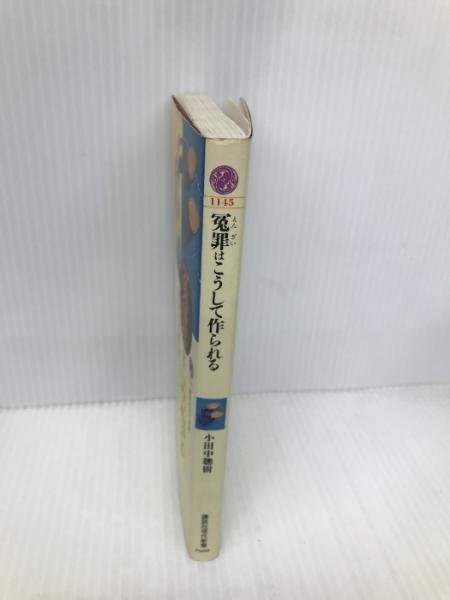 1145
冤罪はこうして作られる
えん ざい
小田中聰樹
講談社現代新書